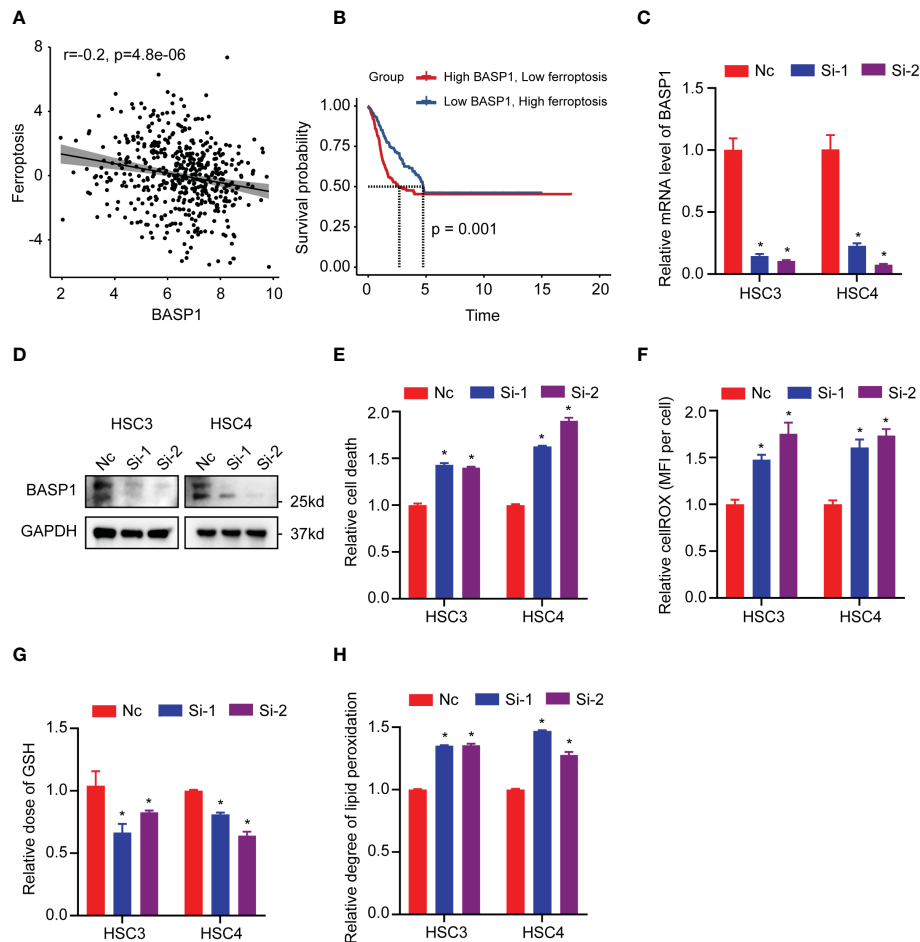 A
r=-0.2, p=4.8e-06
8
4
0
-4
Ferroptosis
2 4 6 8 10
BASP1
B
Group
High BASP1, Low ferroptosis
Low BASP1, High ferroptosis
1.00
0.75
0.50
0.25
0.00
Survival probability
p = 0.001
0 5 10 15 20
Time
C
Nc Si-1 Si-2
Relative mRNA level of BASP1
1.5
1.0
0.5
0.0
* * * *
HSC3 HSC4
D
HSC3 HSC4
Nc Si-1 Si-2 Nc Si-1 Si-2
BASP1
- 25kd
GAPDH
- 37kd
E
Nc Si-1 Si-2
Relative cell death
2.0
1.5
1.0
0.5
0.0
* * * *
HSC3 HSC4
F
Nc Si-1 Si-2
Relative cellROX (MFI per cell)
2.0
1.5
1.0
0.5
0.0
* * * *
HSC3 HSC4
G
Nc Si-1 Si-2
Relative dose of GSH
1.5
1.0
0.5
0.0
* * * *
HSC3 HSC4
H
Nc Si-1 Si-2
Relative degree of lipid peroxidation
1.5
1.0
0.5
0.0
* * * *
HSC3 HSC4